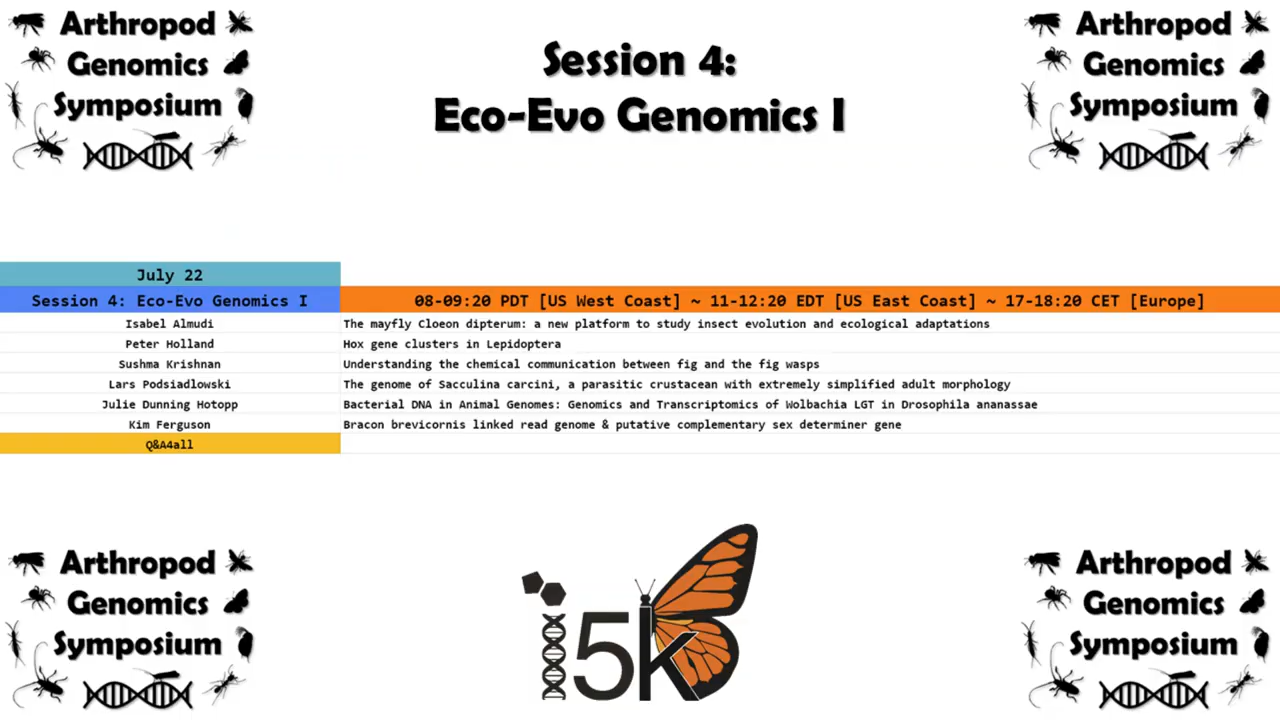 Arthropod
Genomics
Symposium
Session 4:
Eco-Evo Genomics I
Arthropod
Genomics
Symposium
July 22
Session 4: Eco-Evo Genomics I 08-09:20 PDT [US West Coast] ~ 11-12:20 EDT [US East Coast] ~ 17-18:20 CET [Europe]
Isabel Almudi The mayfly Cloeon dipterum: a new platform to study insect evolution and ecological adaptations
Peter Holland Hox gene clusters in Lepidoptera
Sushma Krishnan Understanding the chemical communication between fig and the fig wasps
Lars Podsiadlowski The genome of Sacculina carcini, a parasitic crustacean with extremely simplified adult morphology
Julie Dunning Hotopp Bacterial DNA in Animal Genomes: Genomics and Transcriptomics of Wolbachia LGT in Drosophila ananassae
Kim Ferguson Bracon brevicornis linked read genome & putative complementary sex determiner gene
Q&A4all
Arthropod
Genomics
Symposium
i5k
Arthropod
Genomics
Symposium